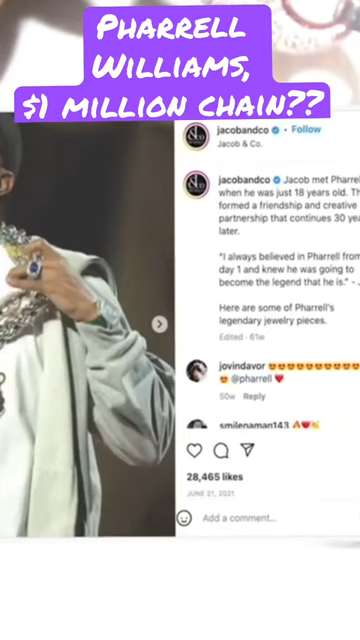 Pharrell
Williams,
$1 million chain??
jacobandco • Follow
Jacob & Co.
jacobandco Jacob met Pharrel
when he was just 18 years old. Th
formed a friendship and creative
partnership that continues 30 yea
later.
"I always believed in Pharrell from
day 1 and knew he was going to
become the legend that he is." -
Here are some of Pharrell's
legendary jewelry pieces.
Edited · 61w
jovindavor 😍😍😍😍😍😍😍😍😍😍
😍 @pharrell ❤️
50w Reply
smilenaman143 🔥❤️
28,465 likes
JUNE 21, 2021
Add a comment...